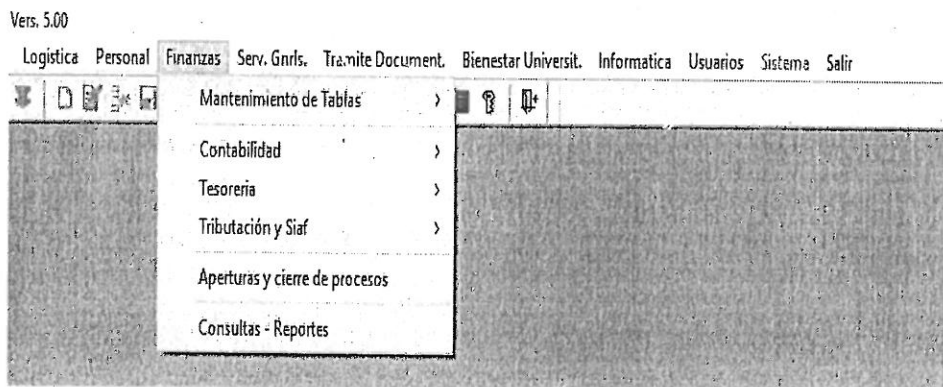 Vers. 5.00
Logistica Personal Finanzas Serv. Gnrls. Tramite Document. Bienestar Universit. Informatica Usuarios Sistema Salir
Mantenimiento de Tablas >
Contabilidad >
Tesoreria >
Tributación y Siaf >
Aperturas y cierre de procesos
Consultas - Reportes